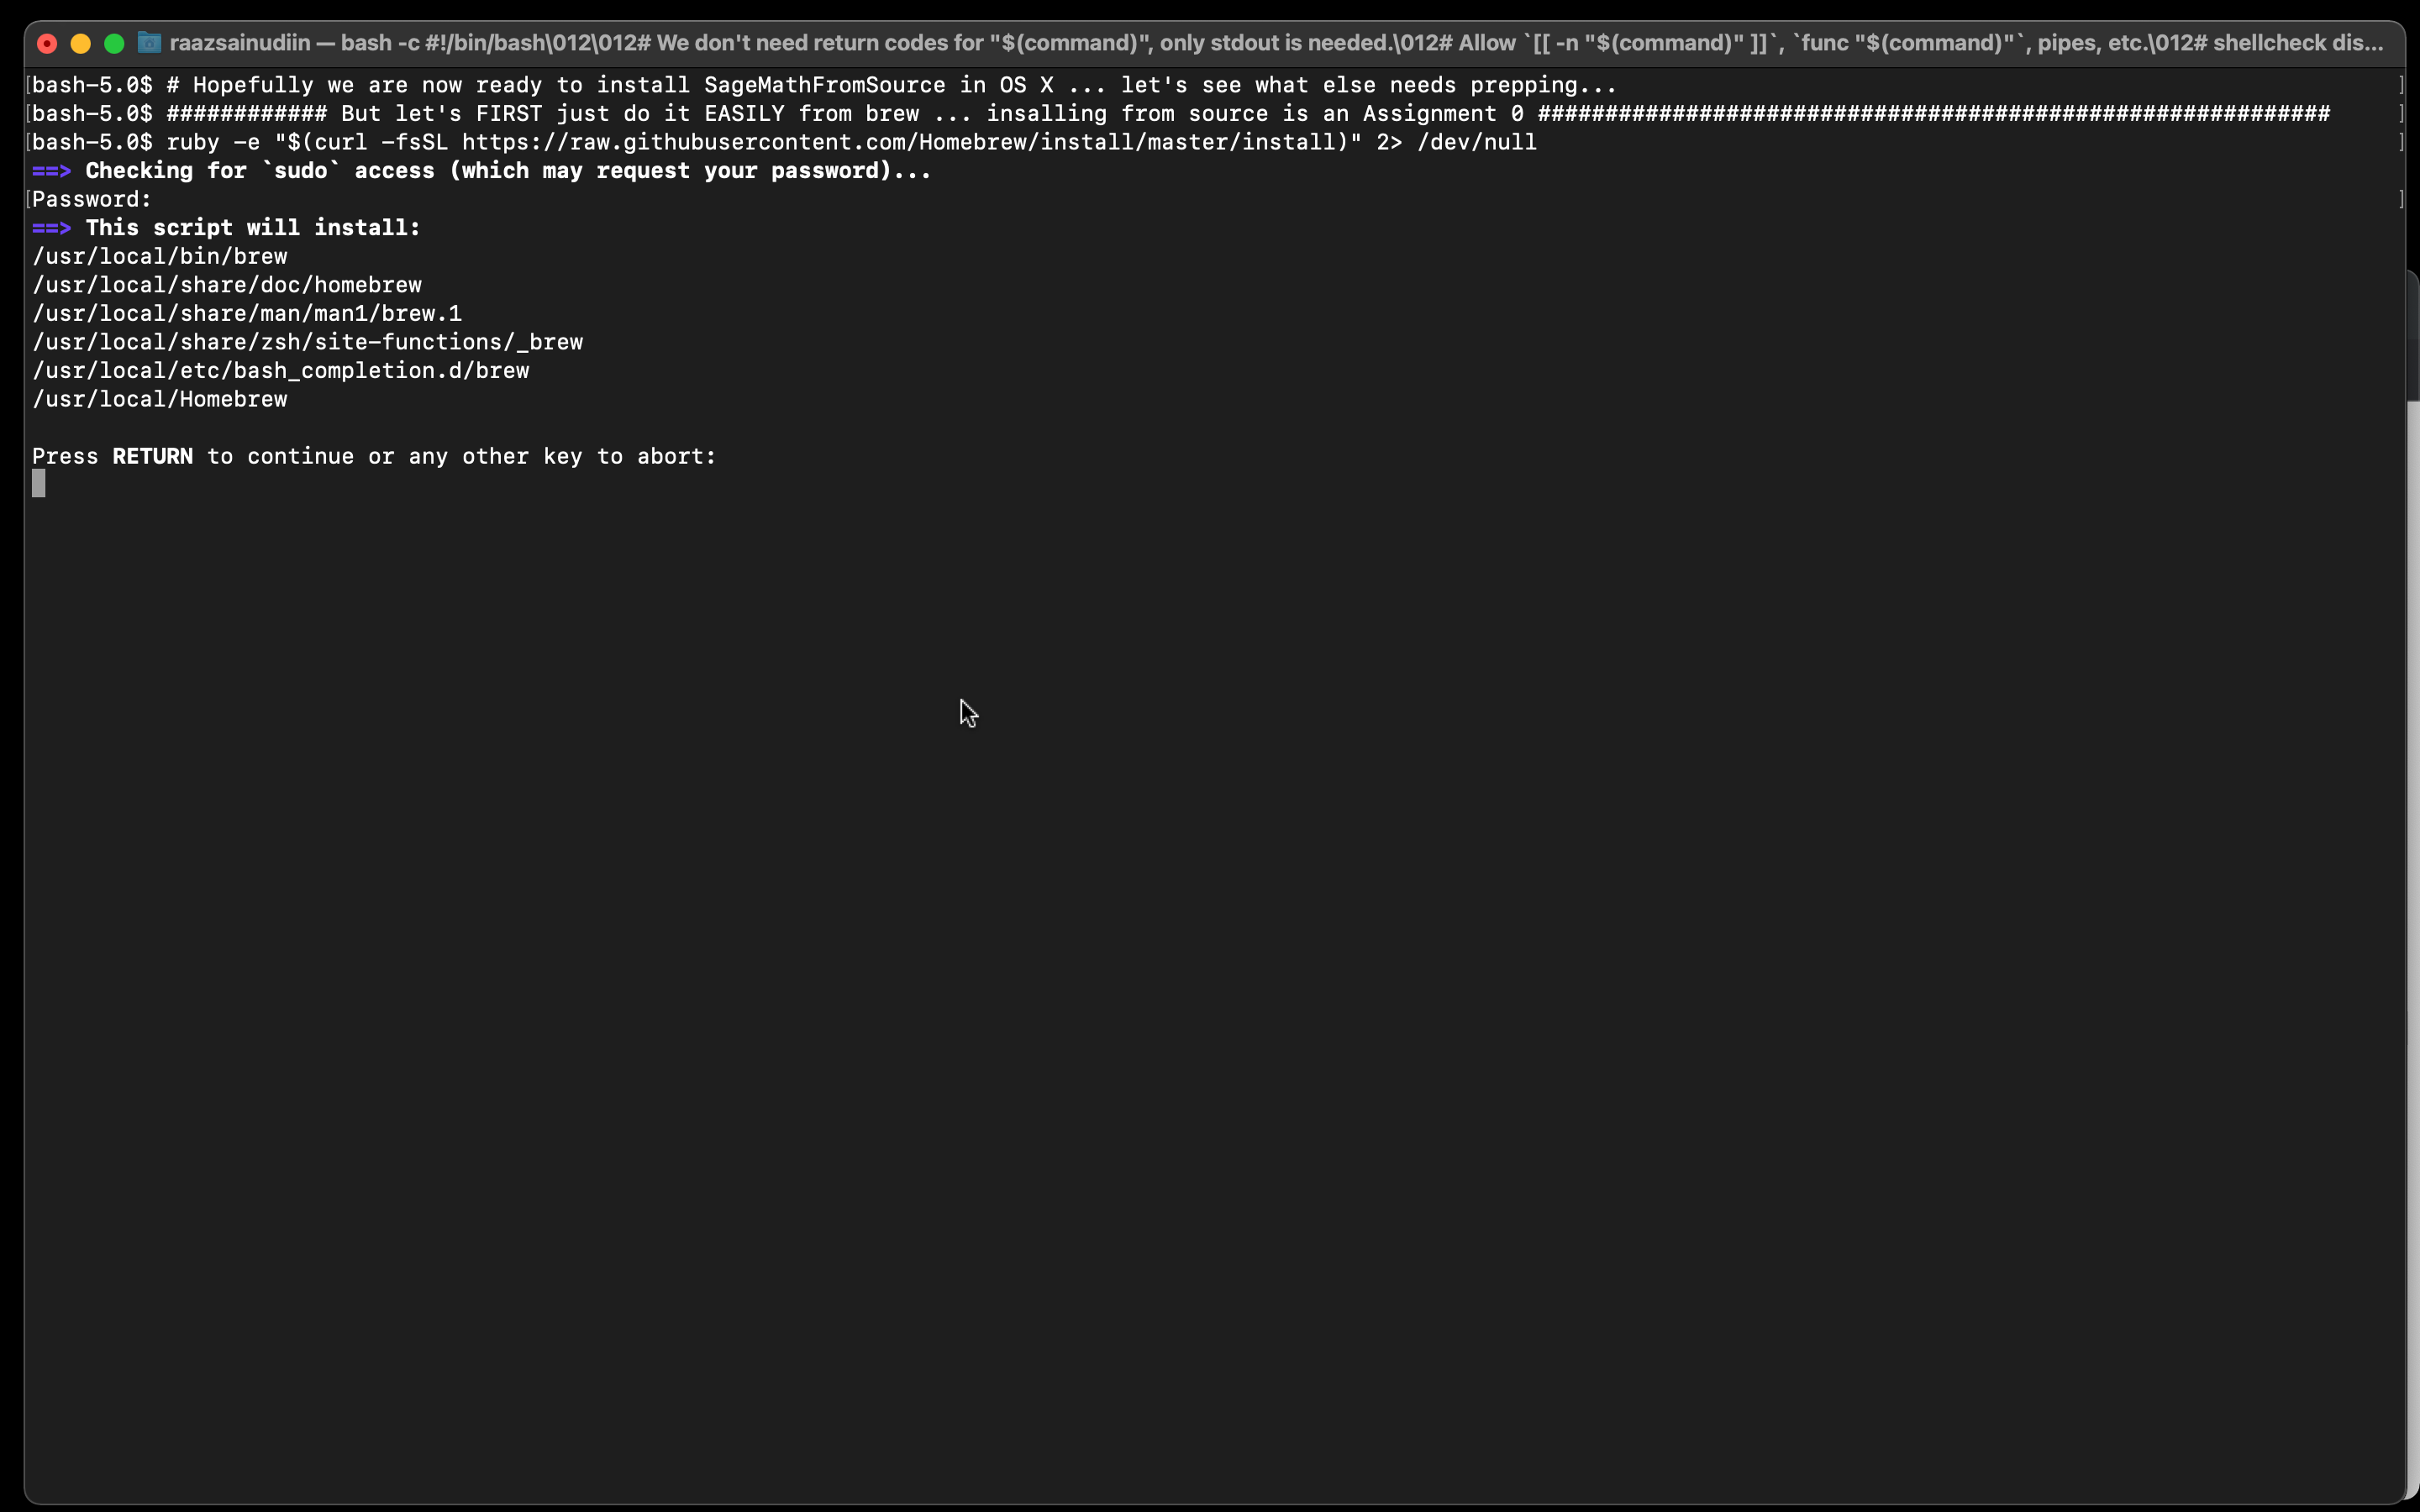 raazsainudiin — bash -c #!/bin/bash\012\012# We don't need return codes for "$(command)", only stdout is needed.\012# Allow `[[ -n "$(command)" ]]`, `func "$(command)"`, pipes, etc.\012# shellcheck dis...
[bash-5.0$ # Hopefully we are now ready to install SageMathFromSource in OS X ... let's see what else needs prepping... ]
[bash-5.0$ ############ But let's FIRST just do it EASILY from brew ... insalling from source is an Assignment 0 ########################################################### ]
[bash-5.0$ ruby -e "$(curl -fsSL https://raw.githubusercontent.com/Homebrew/install/master/install)" 2> /dev/null ]
==> Checking for `sudo` access (which may request your password)...
[Password: ]
==> This script will install:
/usr/local/bin/brew
/usr/local/share/doc/homebrew
/usr/local/share/man/man1/brew.1
/usr/local/share/zsh/site-functions/_brew
/usr/local/etc/bash_completion.d/brew
/usr/local/Homebrew
Press RETURN to continue or any other key to abort: